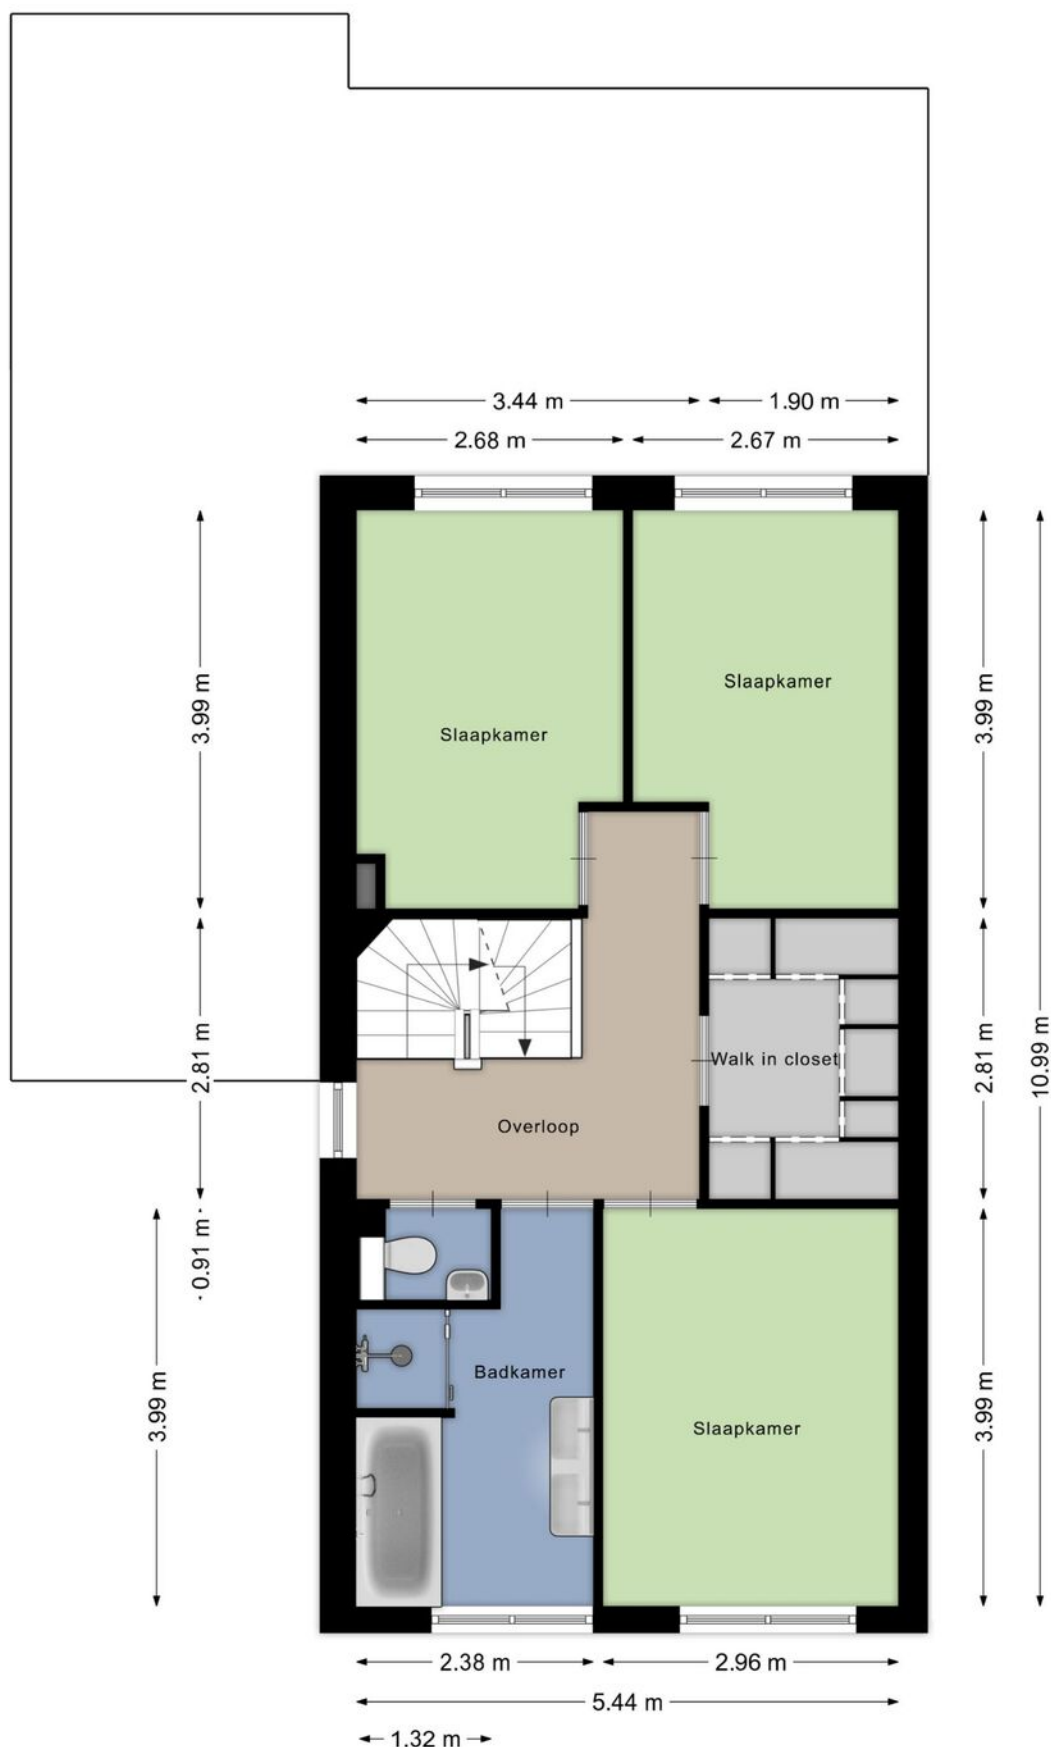 3.44 m
1.90 m
2.68 m
2.67 m
3.99 m
3.99 m
Slaapkamer
Slaapkamer
2.81 m
2.81 m
10.99 m
Walk in closet
Overloop
0.91 m
3.99 m
3.99 m
Badkamer
Slaapkamer
2.38 m
2.96 m
5.44 m
1.32 m